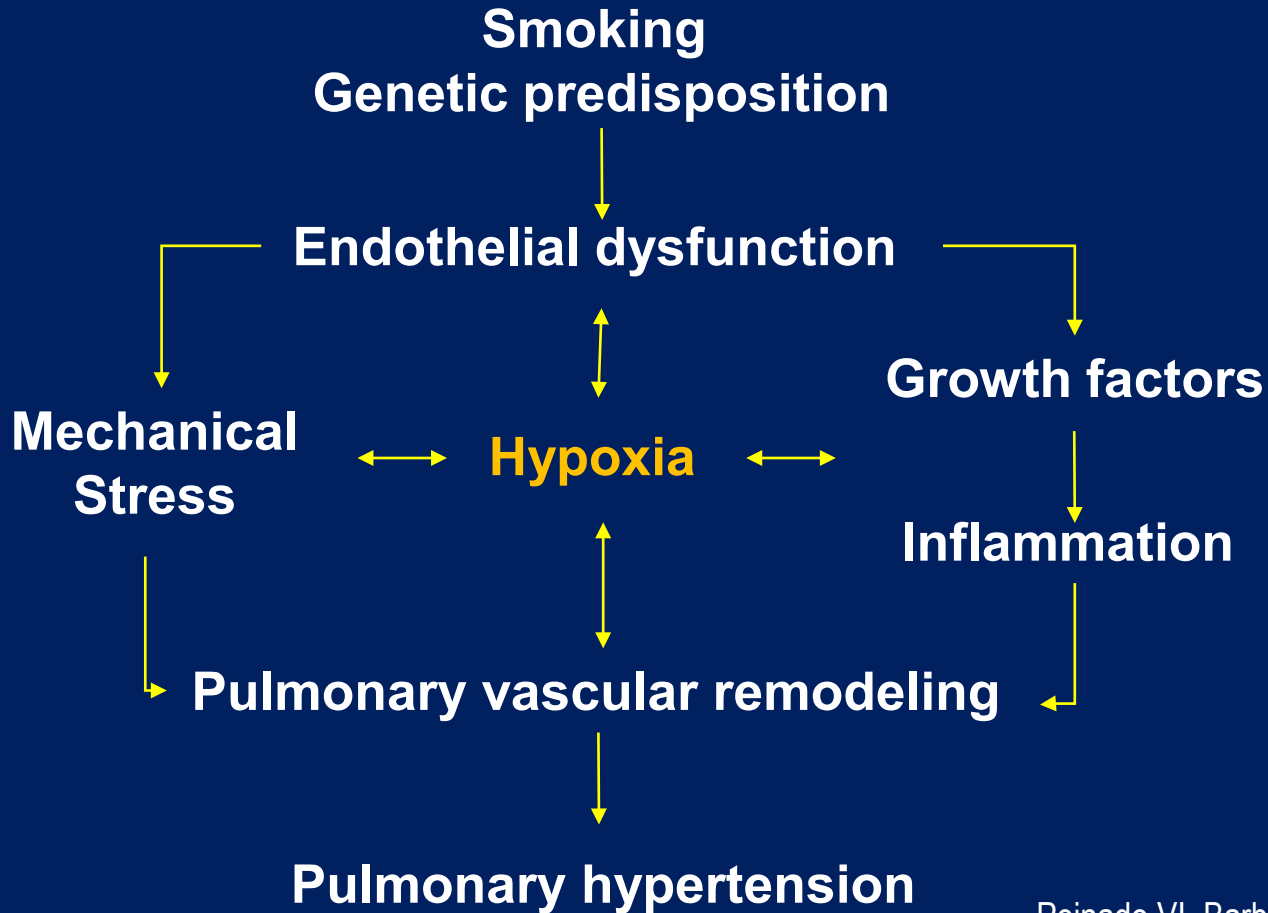 Smoking
Genetic predisposition
Endothelial dysfunction
Growth factors
Mechanical
Stress
Hypoxia
Inflammation
Pulmonary vascular remodeling
Pulmonary hypertension